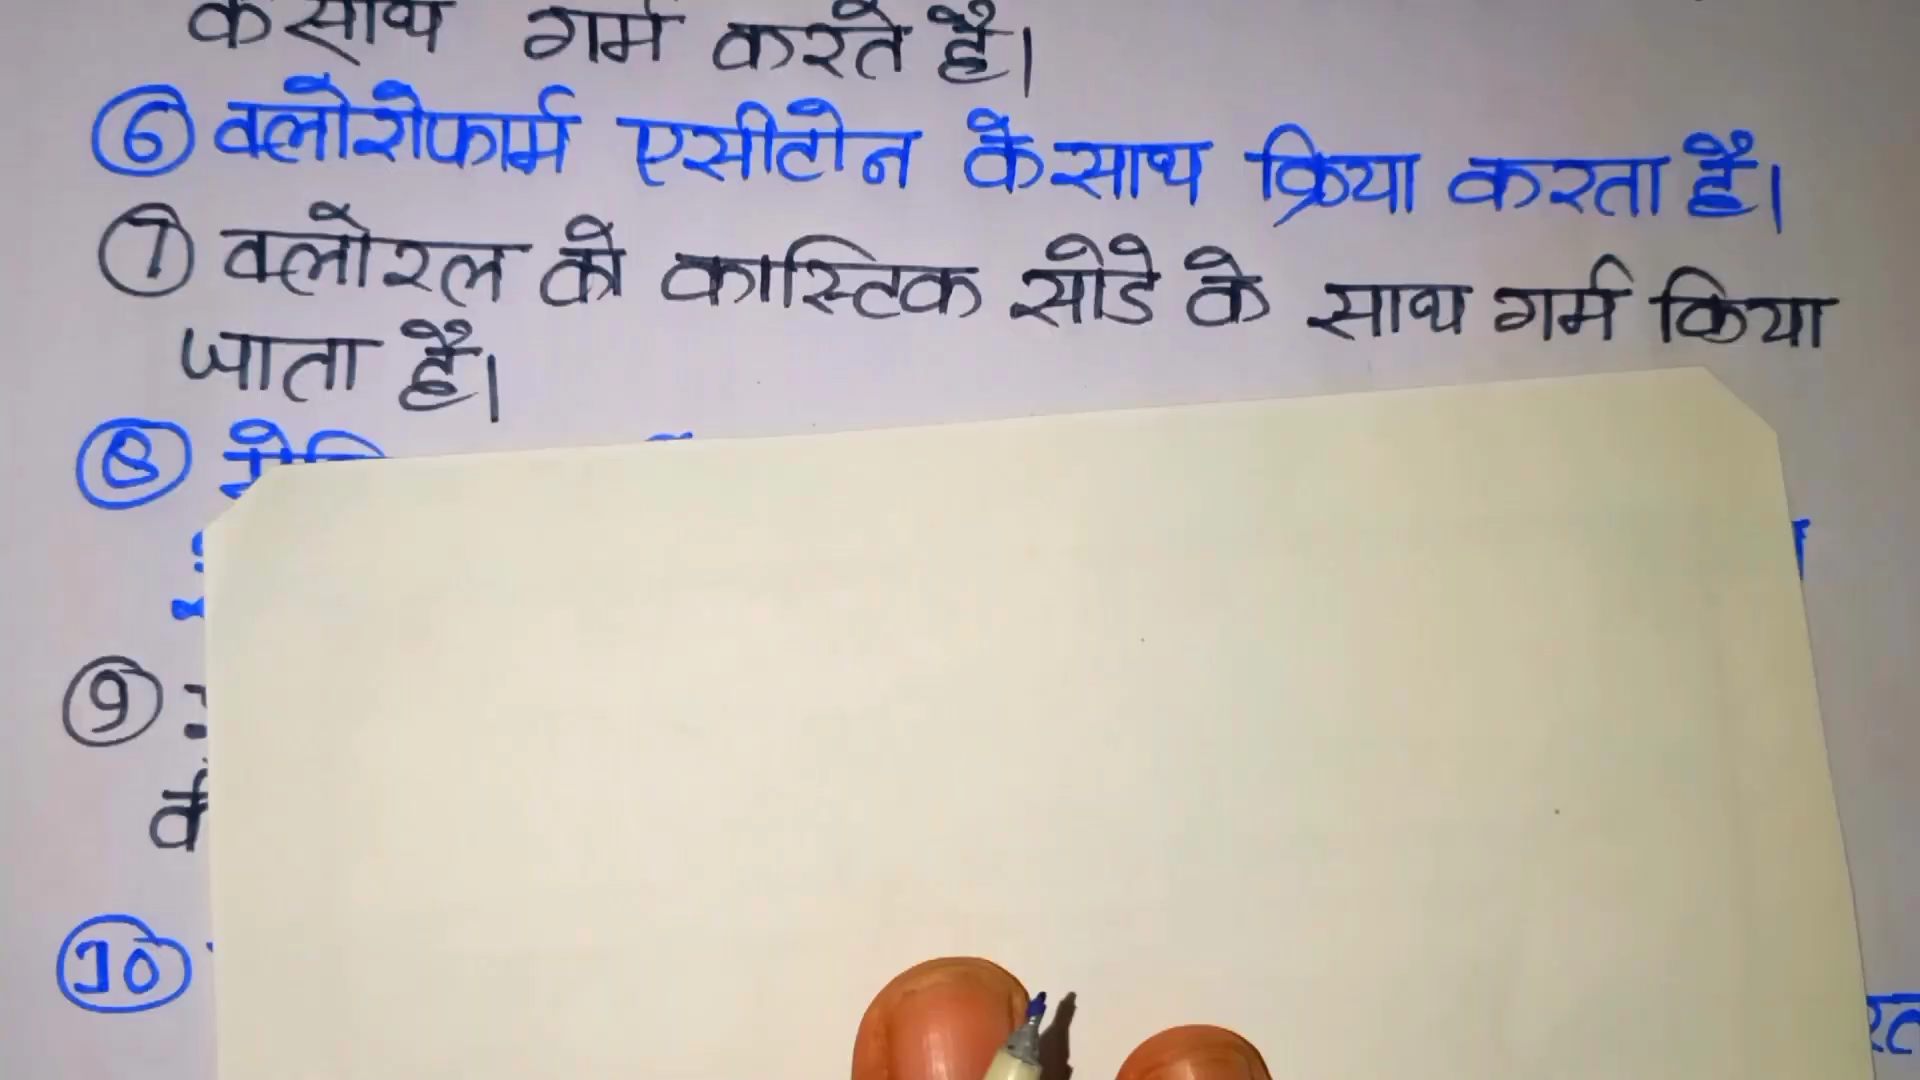 के साथ गर्म करते है।
⑥ क्लोरोफार्म एसीटोन के साथ क्रिया करता है।
⑦ क्लोरल को कास्टिक सोडे के साथ गर्म किया
जाता है।
⑧
⑨
⑩